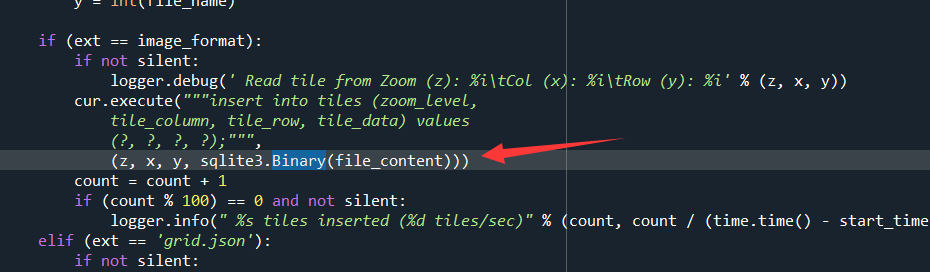 y = int(file_name)
if (ext == image_format):
if not silent:
logger.debug(' Read tile from Zoom (z): %i\tCol (x): %i\tRow (y): %i' % (z, x, y))
cur.execute("""insert into tiles (zoom_level,
tile_column, tile_row, tile_data) values
(?, ?, ?, ?);""",
(z, x, y, sqlite3.Binary(file_content)))
count = count + 1
if (count % 100) == 0 and not silent:
logger.info(" %s tiles inserted (%d tiles/sec)" % (count, count / (time.time() - start_time
elif (ext == 'grid.json'):
if not silent: